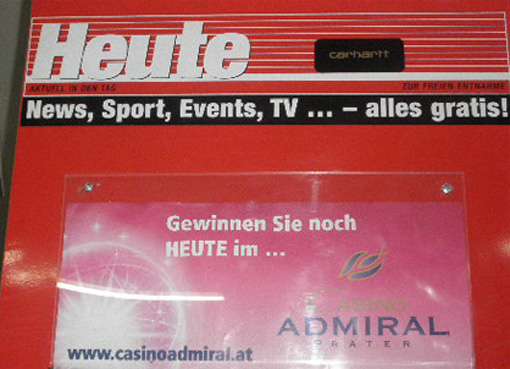 Heute
carhartt
AKTUELL IN DEN TAG
ZUR FREIEN ENTNAHME
News, Sport, Events, TV ... – alles gratis!
Gewinnen Sie noch
HEUTE im ...
CASINO
ADMIRAL
PRATER
www.casinoadmiral.at